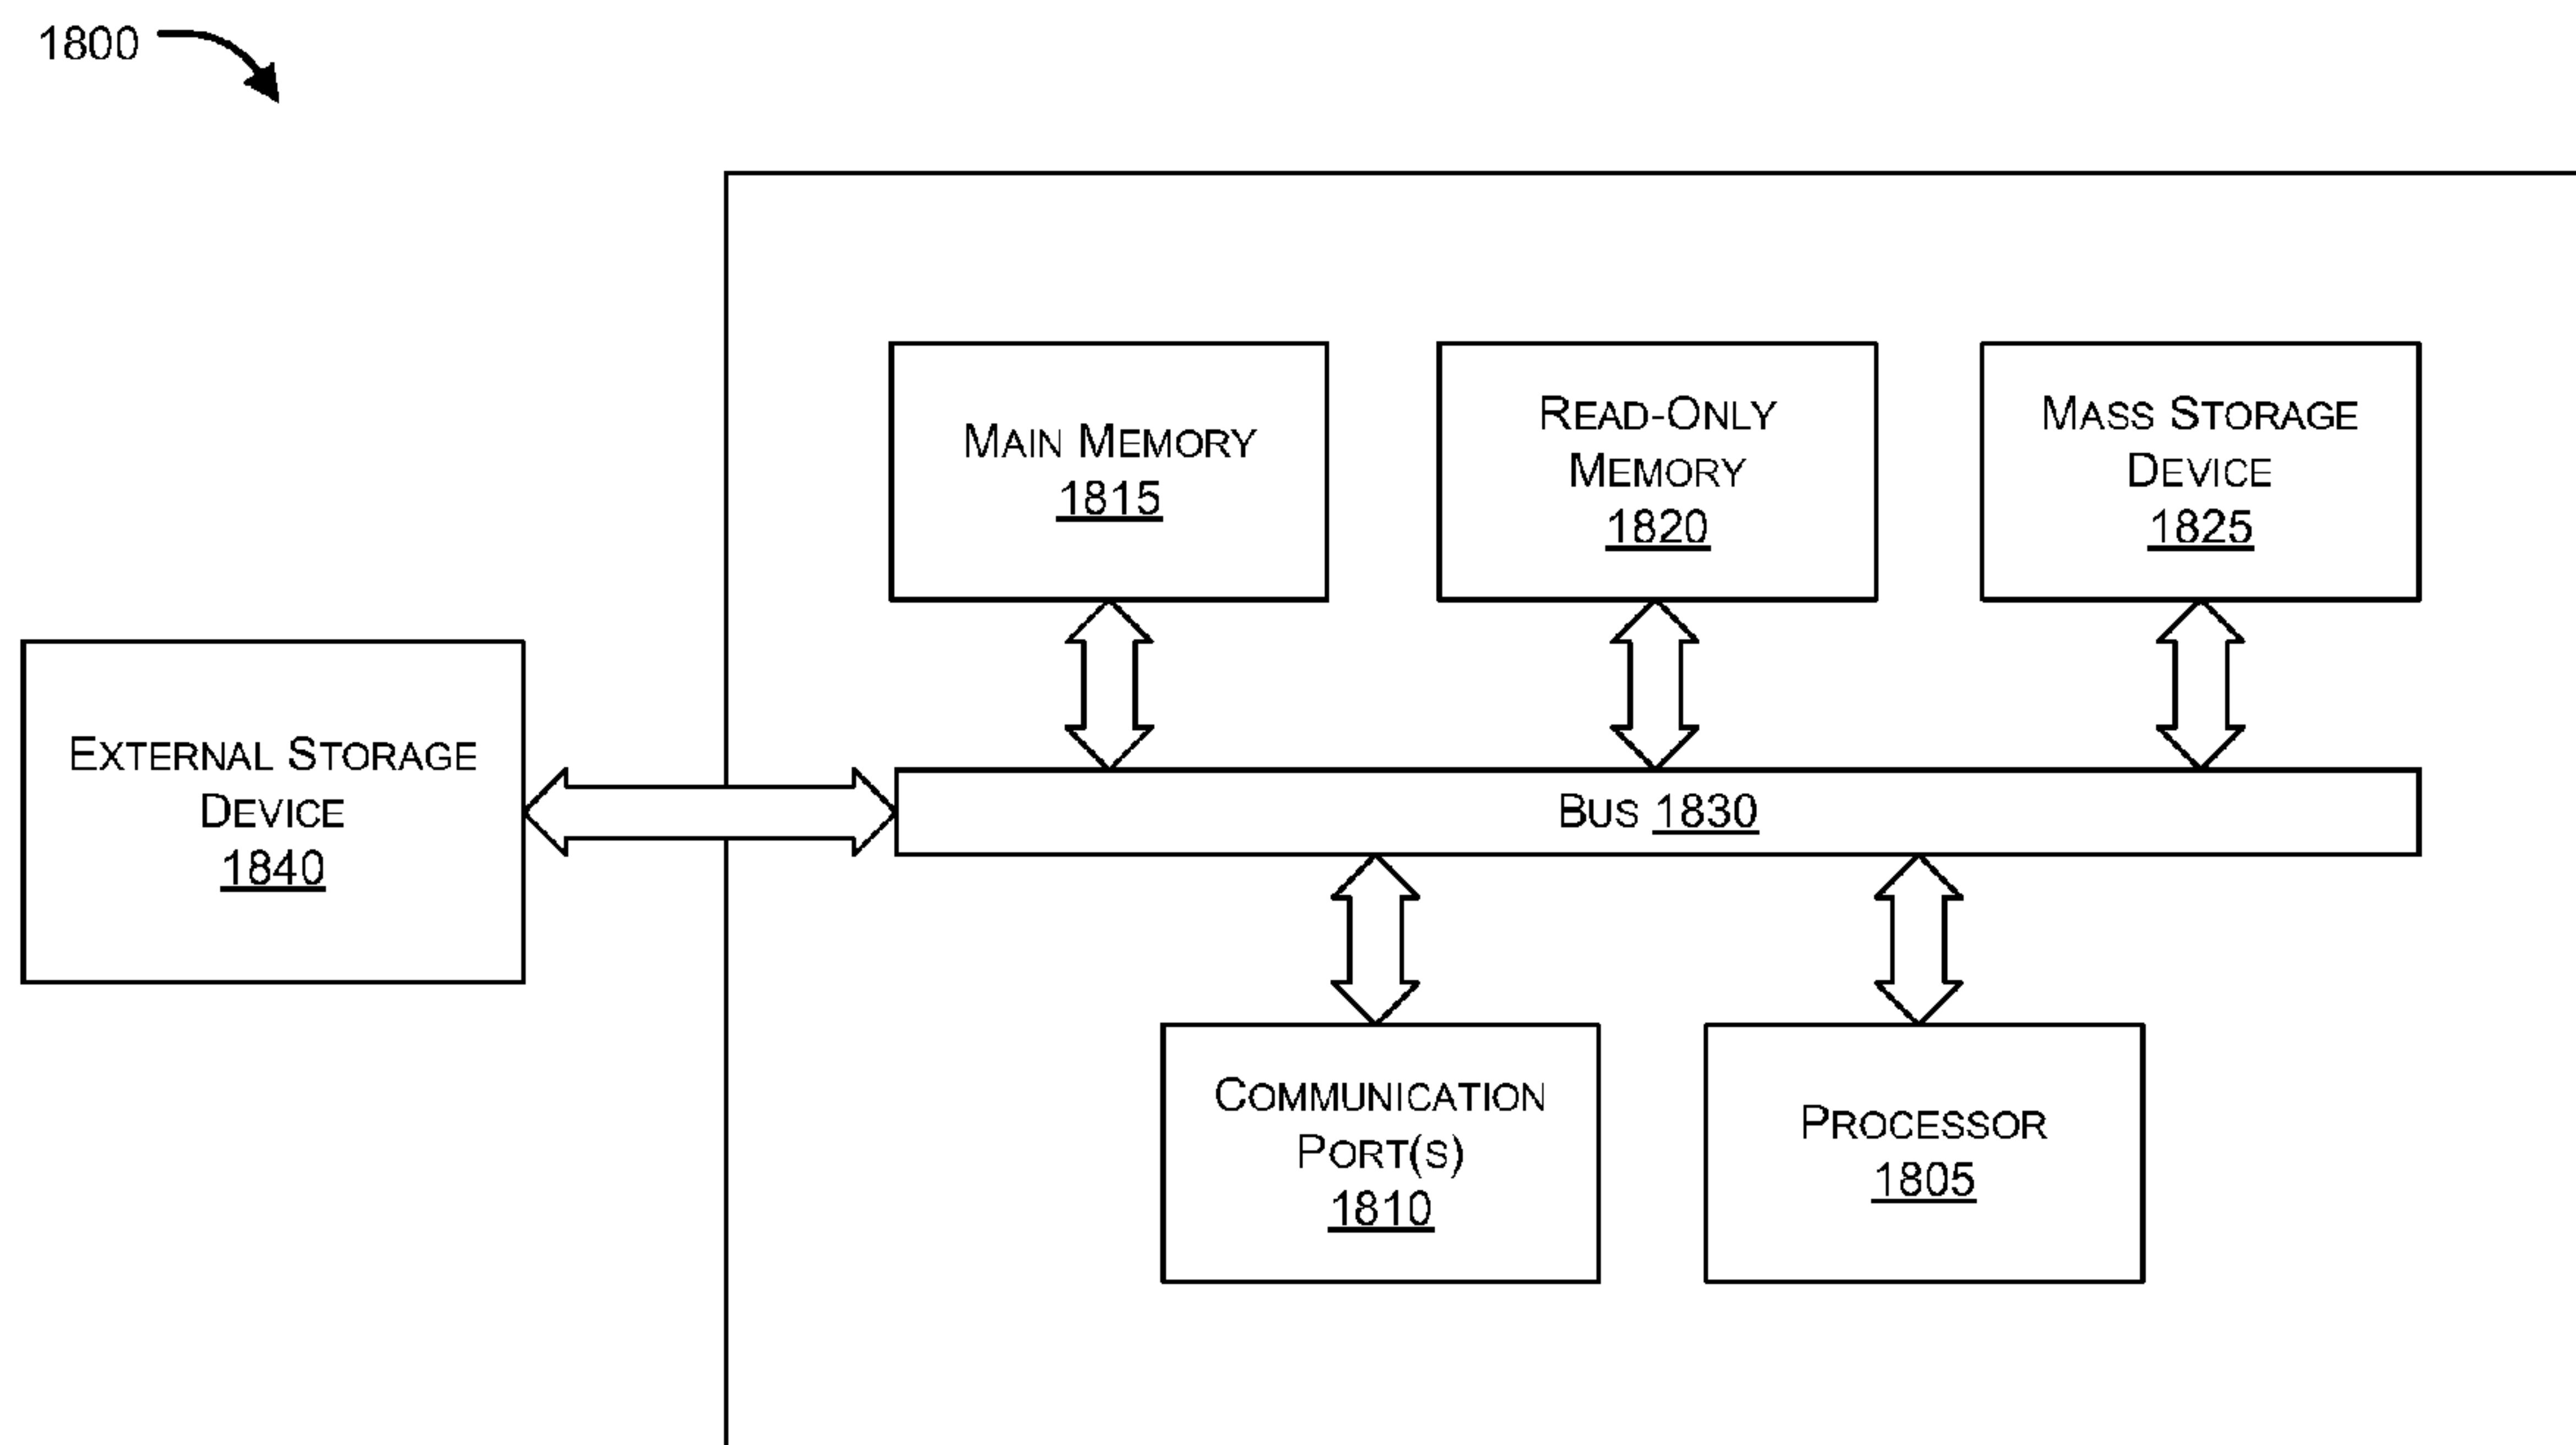 1800
MAIN MEMORY
1815
READ-ONLY
MEMORY
1820
MASS STORAGE
DEVICE
1825
EXTERNAL STORAGE
DEVICE
1840
BUS 1830
COMMUNICATION
PORT(S)
1810
PROCESSOR
1805